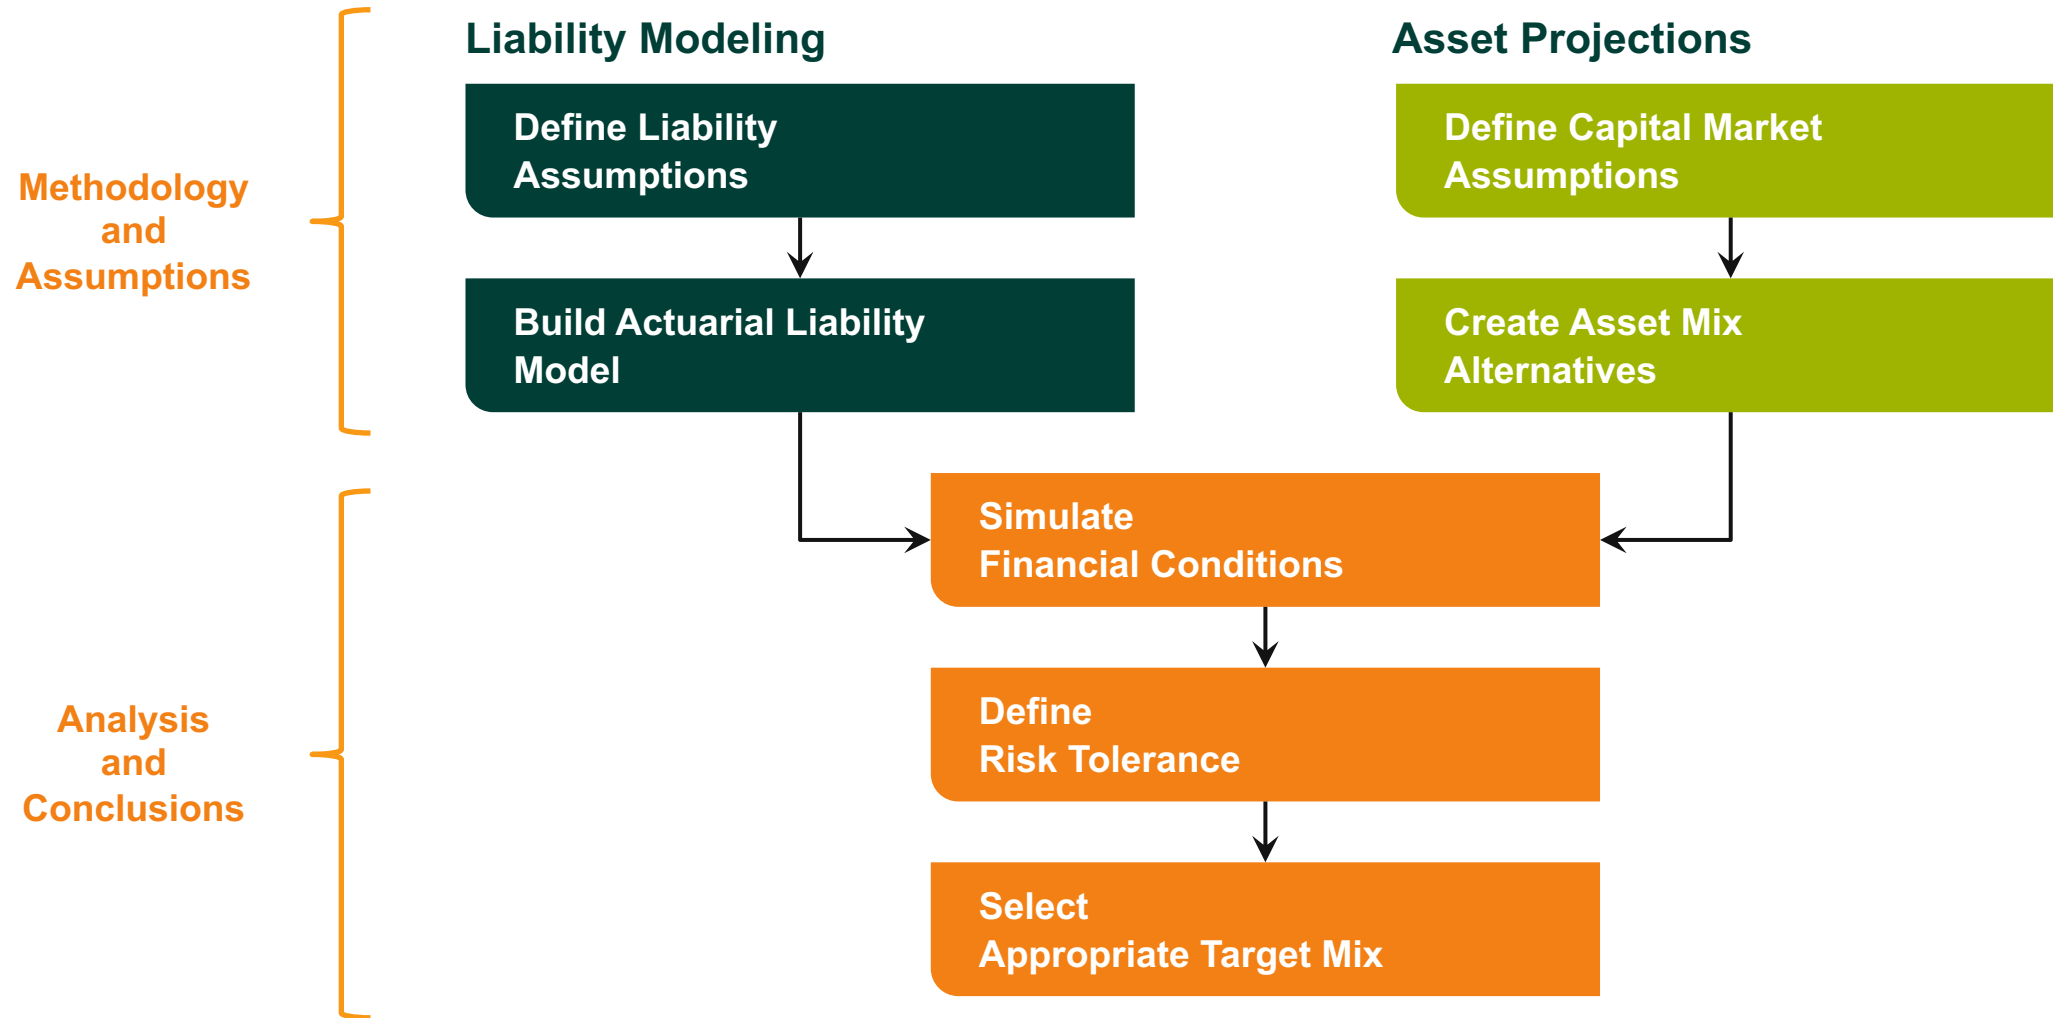 Liability Modeling
Asset Projections
Methodology
and
Assumptions
Define Liability
Assumptions
Define Capital Market
Assumptions
Build Actuarial Liability
Model
Create Asset Mix
Alternatives
Analysis
and
Conclusions
Simulate
Financial Conditions
Define
Risk Tolerance
Select
Appropriate Target Mix